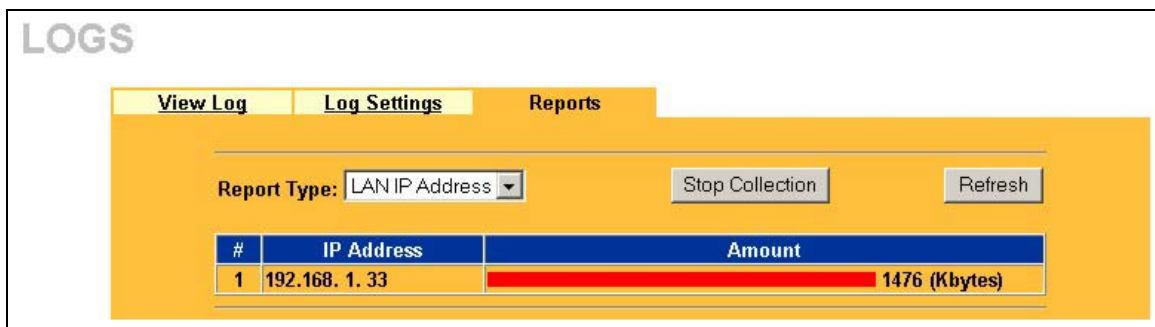 LOGS
View Log Log Settings Reports
Report Type: LAN IP Address Stop Collection Refresh
# IP Address Amount
1 192.168. 1. 33 1476 (Kbytes)